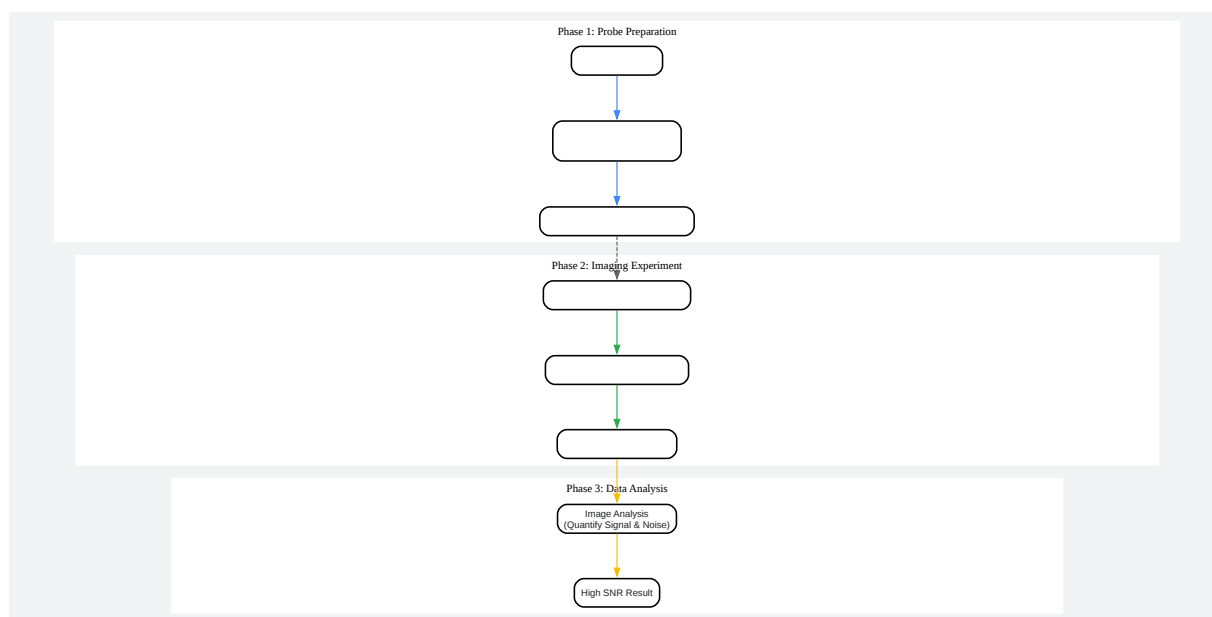 Phase 1: Probe Preparation
Phase 2: Imaging Experiment
Phase 3: Data Analysis
Image Analysis
(Quantify Signal & Noise)
High SNR Result